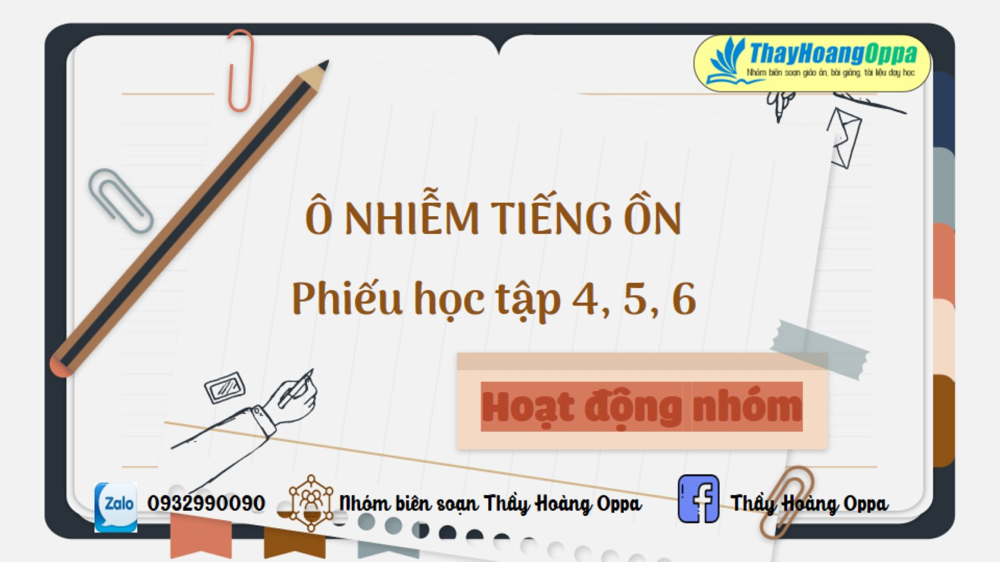 ThayHoangOppa
Nhóm biên soạn giáo án, bài giảng, tài liệu dạy học
Ô NHIỄM TIẾNG ỒN
Phiếu học tập 4, 5, 6
Hoạt động nhóm
Zalo 0932990090 Nhóm biên soạn Thầy Hoàng Oppa f Thầy Hoàng Oppa